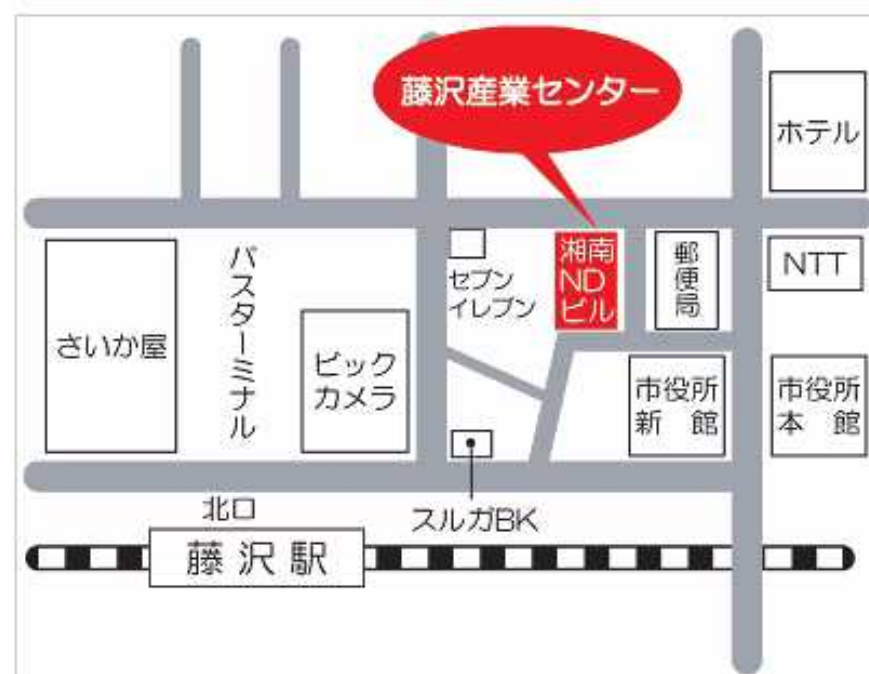 藤沢産業センター
ホテル
さいか屋
バスターミナル
ビック
カメラ
セブン
イレブン
湘南
ND
ビル
郵便局
NTT
市役所
新 館
市役所
本 館
北口
スルガBK
藤沢駅